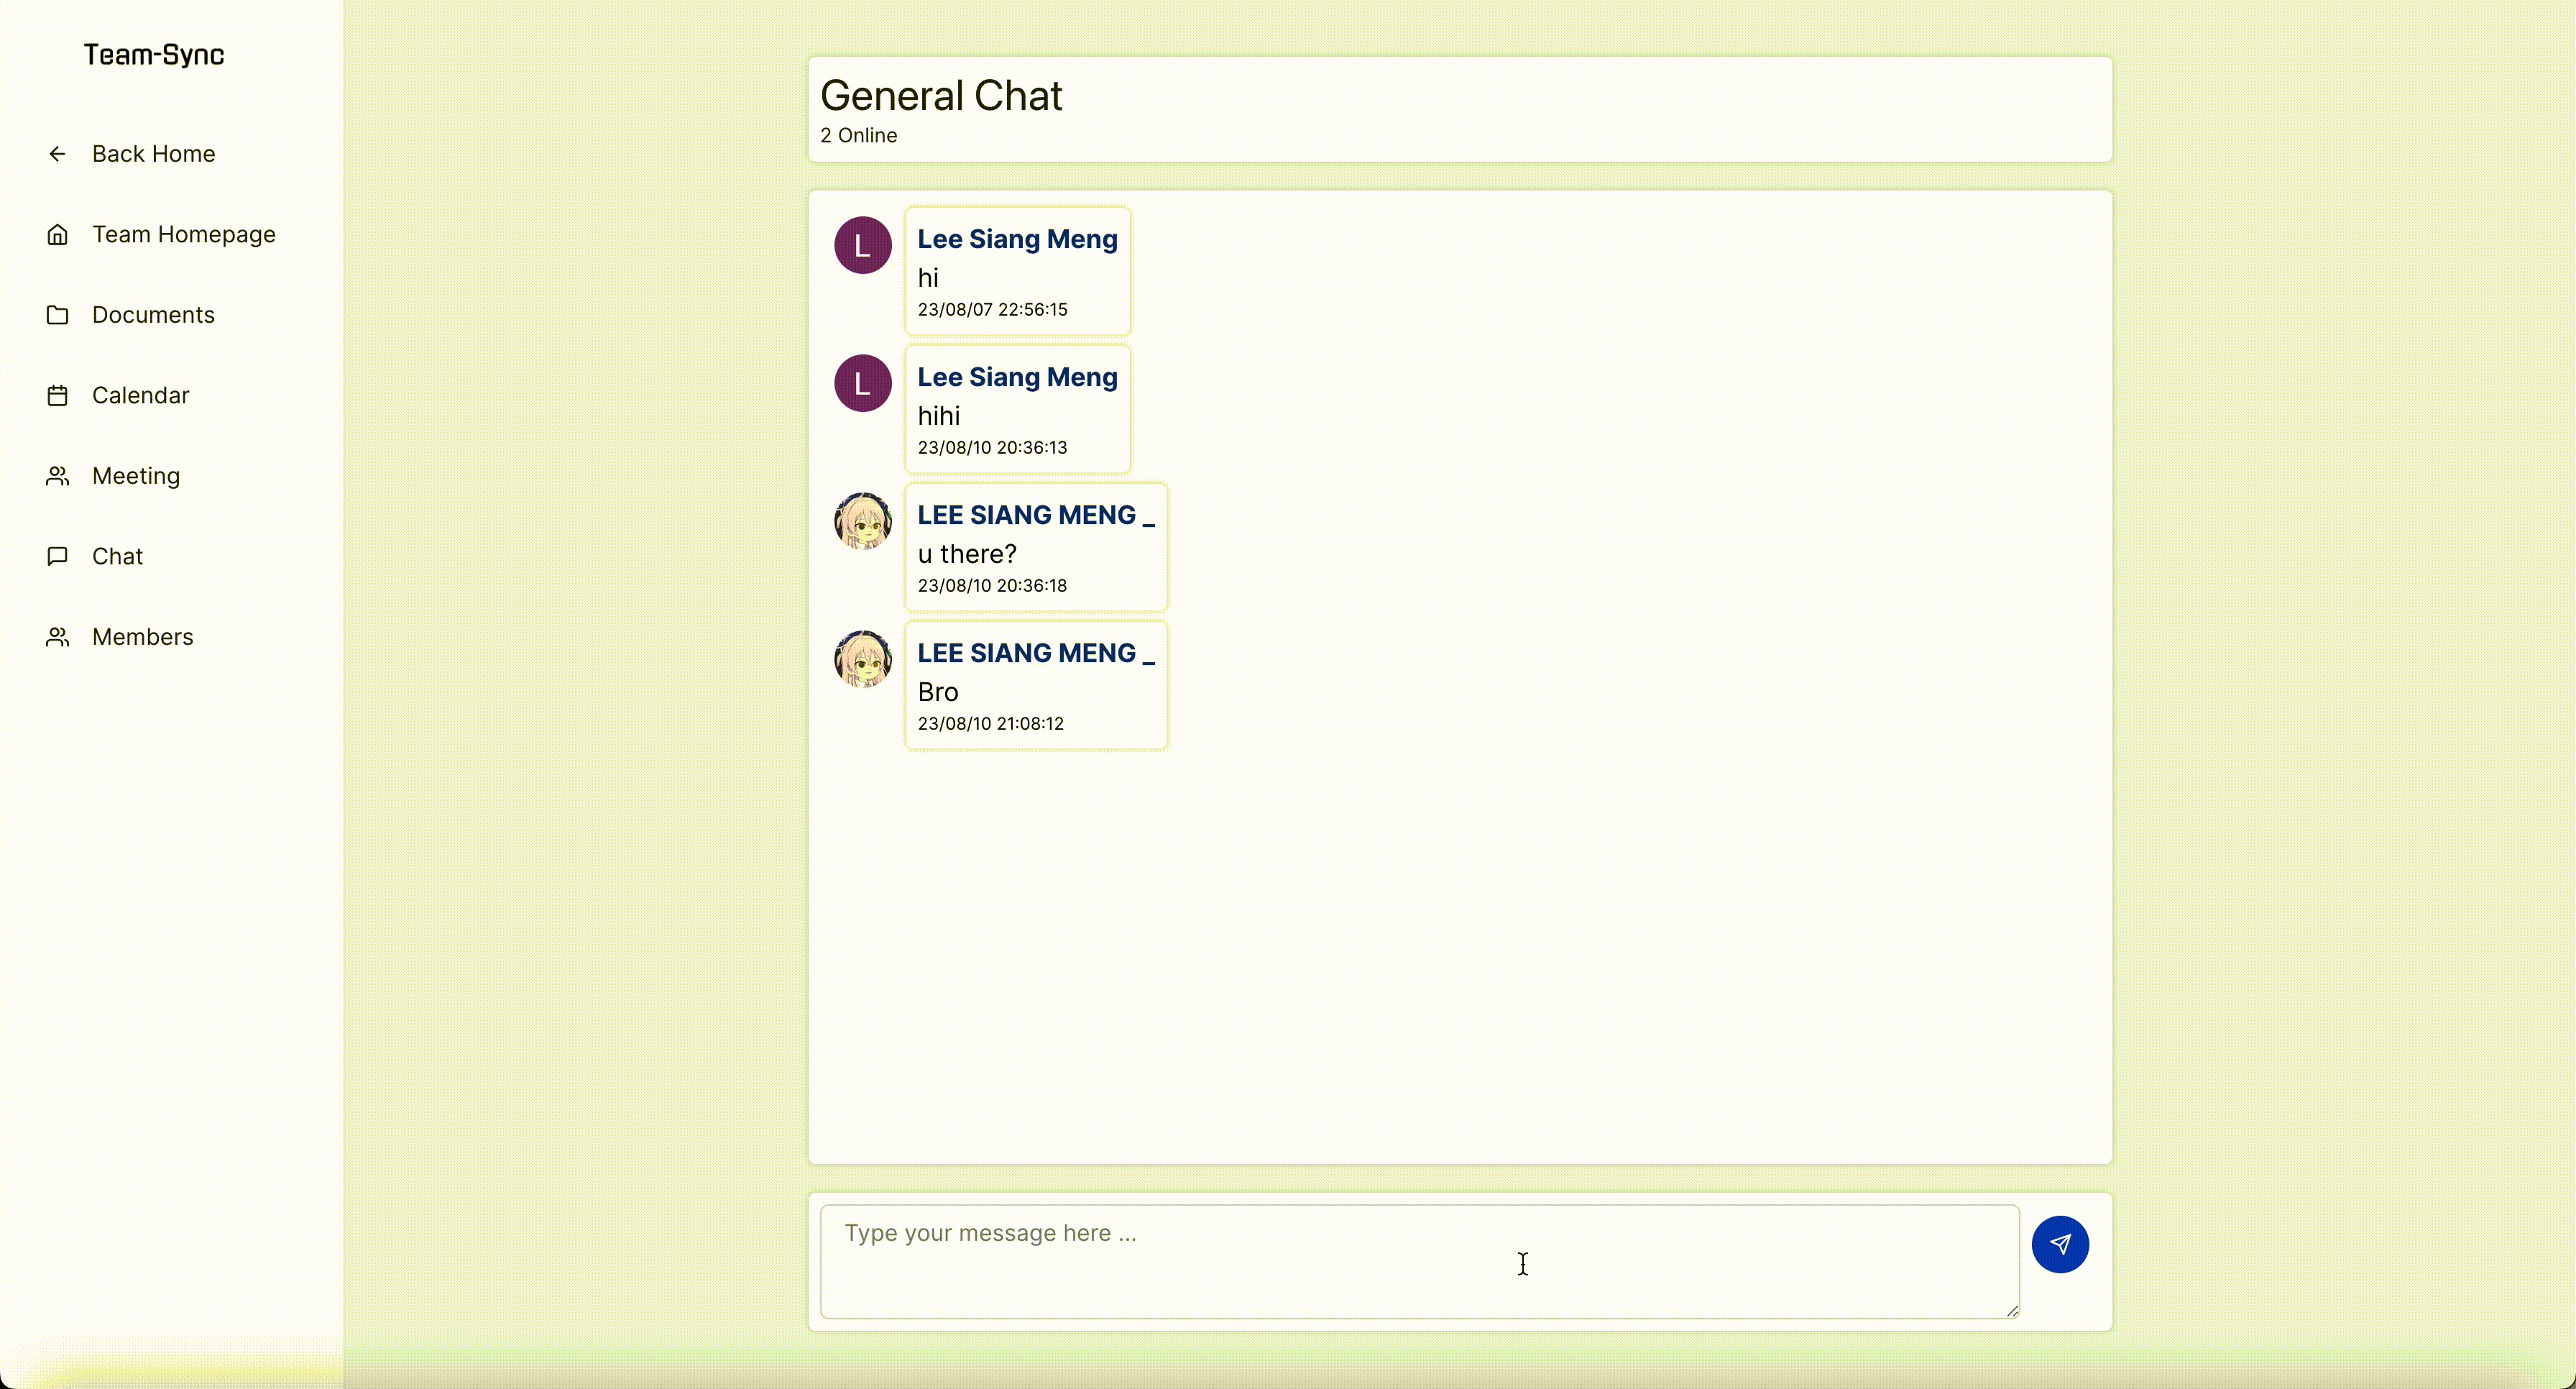 Team-Sync
Back Home
Team Homepage
Documents
Calendar
Meeting
Chat
Members
General Chat
2 Online
L
Lee Siang Meng
hi
23/08/07 22:56:15
L
Lee Siang Meng
hihi
23/08/10 20:36:13
LEE SIANG MENG _
u there?
23/08/10 20:36:18
LEE SIANG MENG _
Bro
23/08/10 21:08:12
Type your message here ...